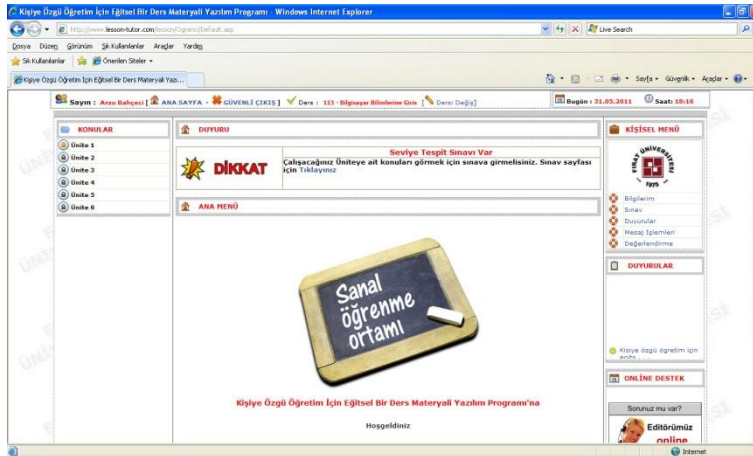 Kişiye Özgü Öğretim İçin Eğitsel Bir Ders Materyali Yazılım Programı - Windows Internet Explorer
http://www.lesson-tutor.com/lesson/Ogrenci/Default.asp
Live Search
Dosya Düzen Görünüm Sık Kullanılanlar Araçlar Yardım
Sık Kullanılanlar Önerilen Siteler
Kişiye Özgü Öğretim İçin Eğitsel Bir Ders Materyali Yazı...
Sayfa Güvenlik Araçlar
Sayın : Arzu Bahçeci [ ANA SAYFA - GÜVENLİ ÇIKIŞ ] Ders : 113 - Bilgisayar Bilimlerine Giris [ Dersi Değiş]
Bugün : 31.05.2011 Saat: 18:16
KONULAR
Ünite 1
Ünite 2
Ünite 3
Ünite 4
Ünite 5
Ünite 6
DUYURU
DİKKAT
Seviye Tespit Sınavı Var
Çalışacağınız Üniteye ait konuları görmek için sınava girmelisiniz. Sınav sayfası
için Tıklayınız
ANA MENÜ
Sanal
öğrenme
ortamı
Kişiye Özgü Öğretim İçin Eğitsel Bir Ders Materyali Yazılım Programı'na
Hoşgeldiniz
KİŞİSEL MENÜ
FIRAT ÜNİVERSİTESİ
1975
Bilgilerim
Sınav
Duyurular
Mesaj İşlemleri
Değerlendirme
DUYURULAR
Kişiye özgü ögretim için
ONLİNE DESTEK
Sorunuz mu var?
Editörümüz
online
Internet